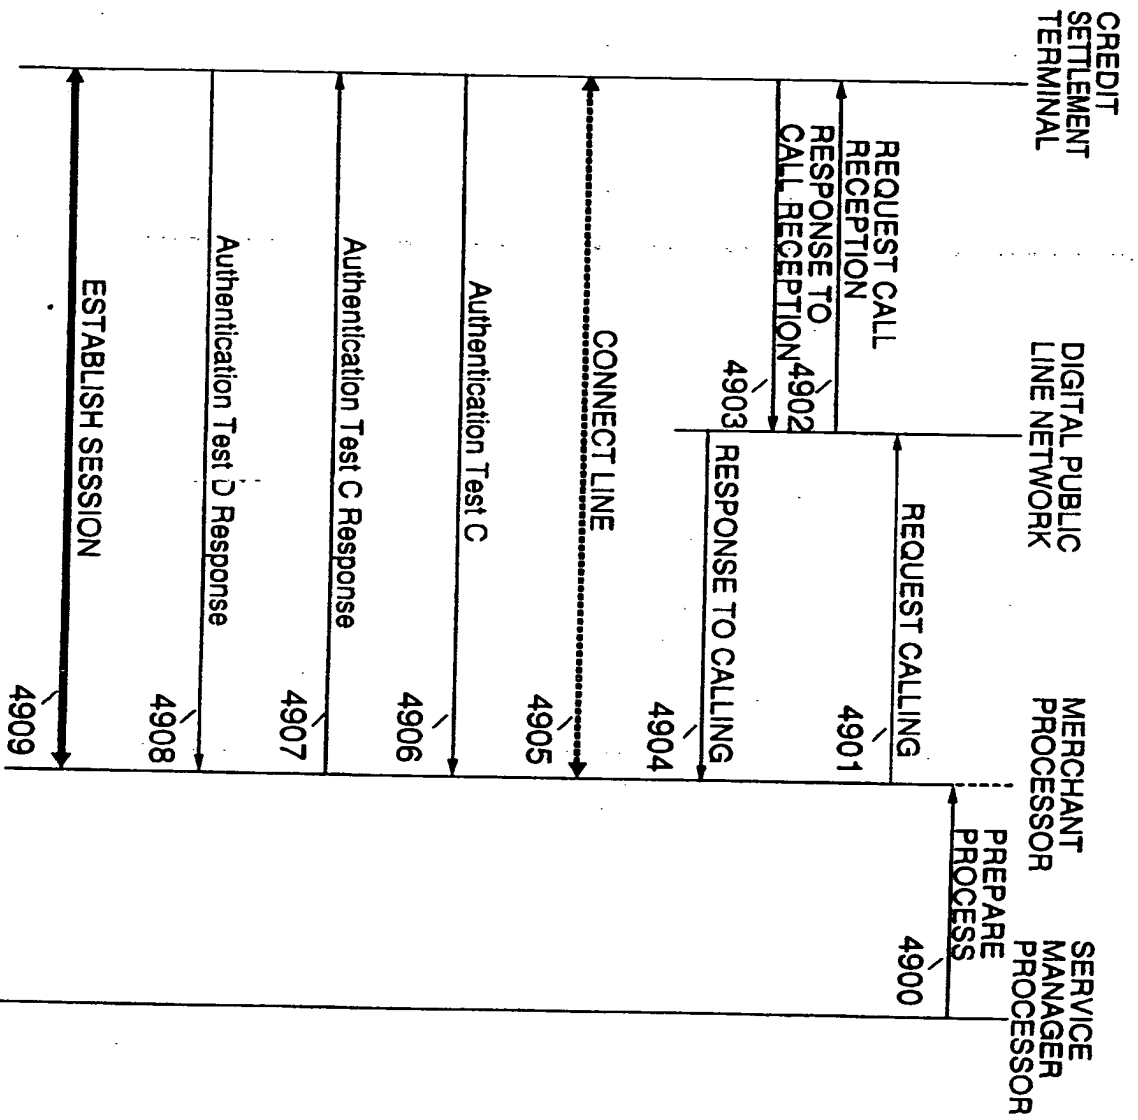 CREDIT
SETTLEMENT
TERMINAL
DIGITAL PUBLIC
LINE NETWORK
MERCHANT
PROCESSOR
SERVICE
MANAGER
PROCESSOR
PREPARE
PROCESS
4900
REQUEST CALLING
4901
REQUEST CALL
RECEPTION
4902
RESPONSE TO
CALL RECEPTION
4903
RESPONSE TO CALLING
4904
CONNECT LINE
4905
Authentication Test C
4906
Authentication Test C Response
4907
Authentication Test D Response
4908
ESTABLISH SESSION
4909